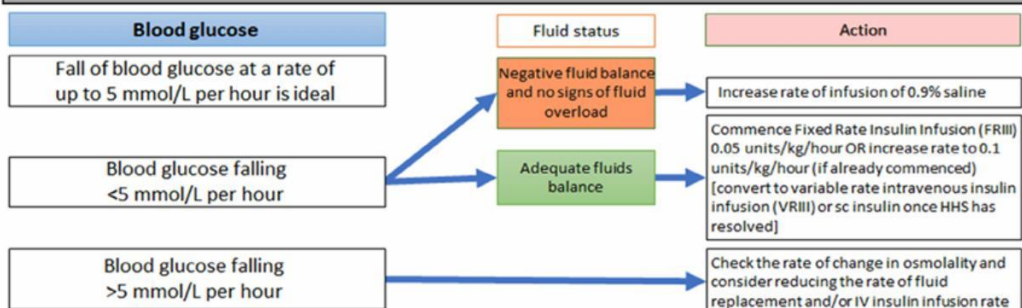 Blood glucose
Fluid status
Action
Fall of blood glucose at a rate of
up to 5 mmol/L per hour is ideal
Blood glucose falling
<5 mmol/L per hour
Negative fluid balance
and no signs of fluid
overload
Increase rate of infusion of 0.9% saline
Adequate fluids
balance
Commence Fixed Rate Insulin Infusion (FRIII)
0.05 units/kg/hour OR increase rate to 0.1
units/kg/hour (if already commenced)
[convert to variable rate intravenous insulin
infusion (VRIII) or sc insulin once HHS has
resolved]
Blood glucose falling
>5 mmol/L per hour
Check the rate of change in osmolality and
consider reducing the rate of fluid
replacement and/or IV insulin infusion rate